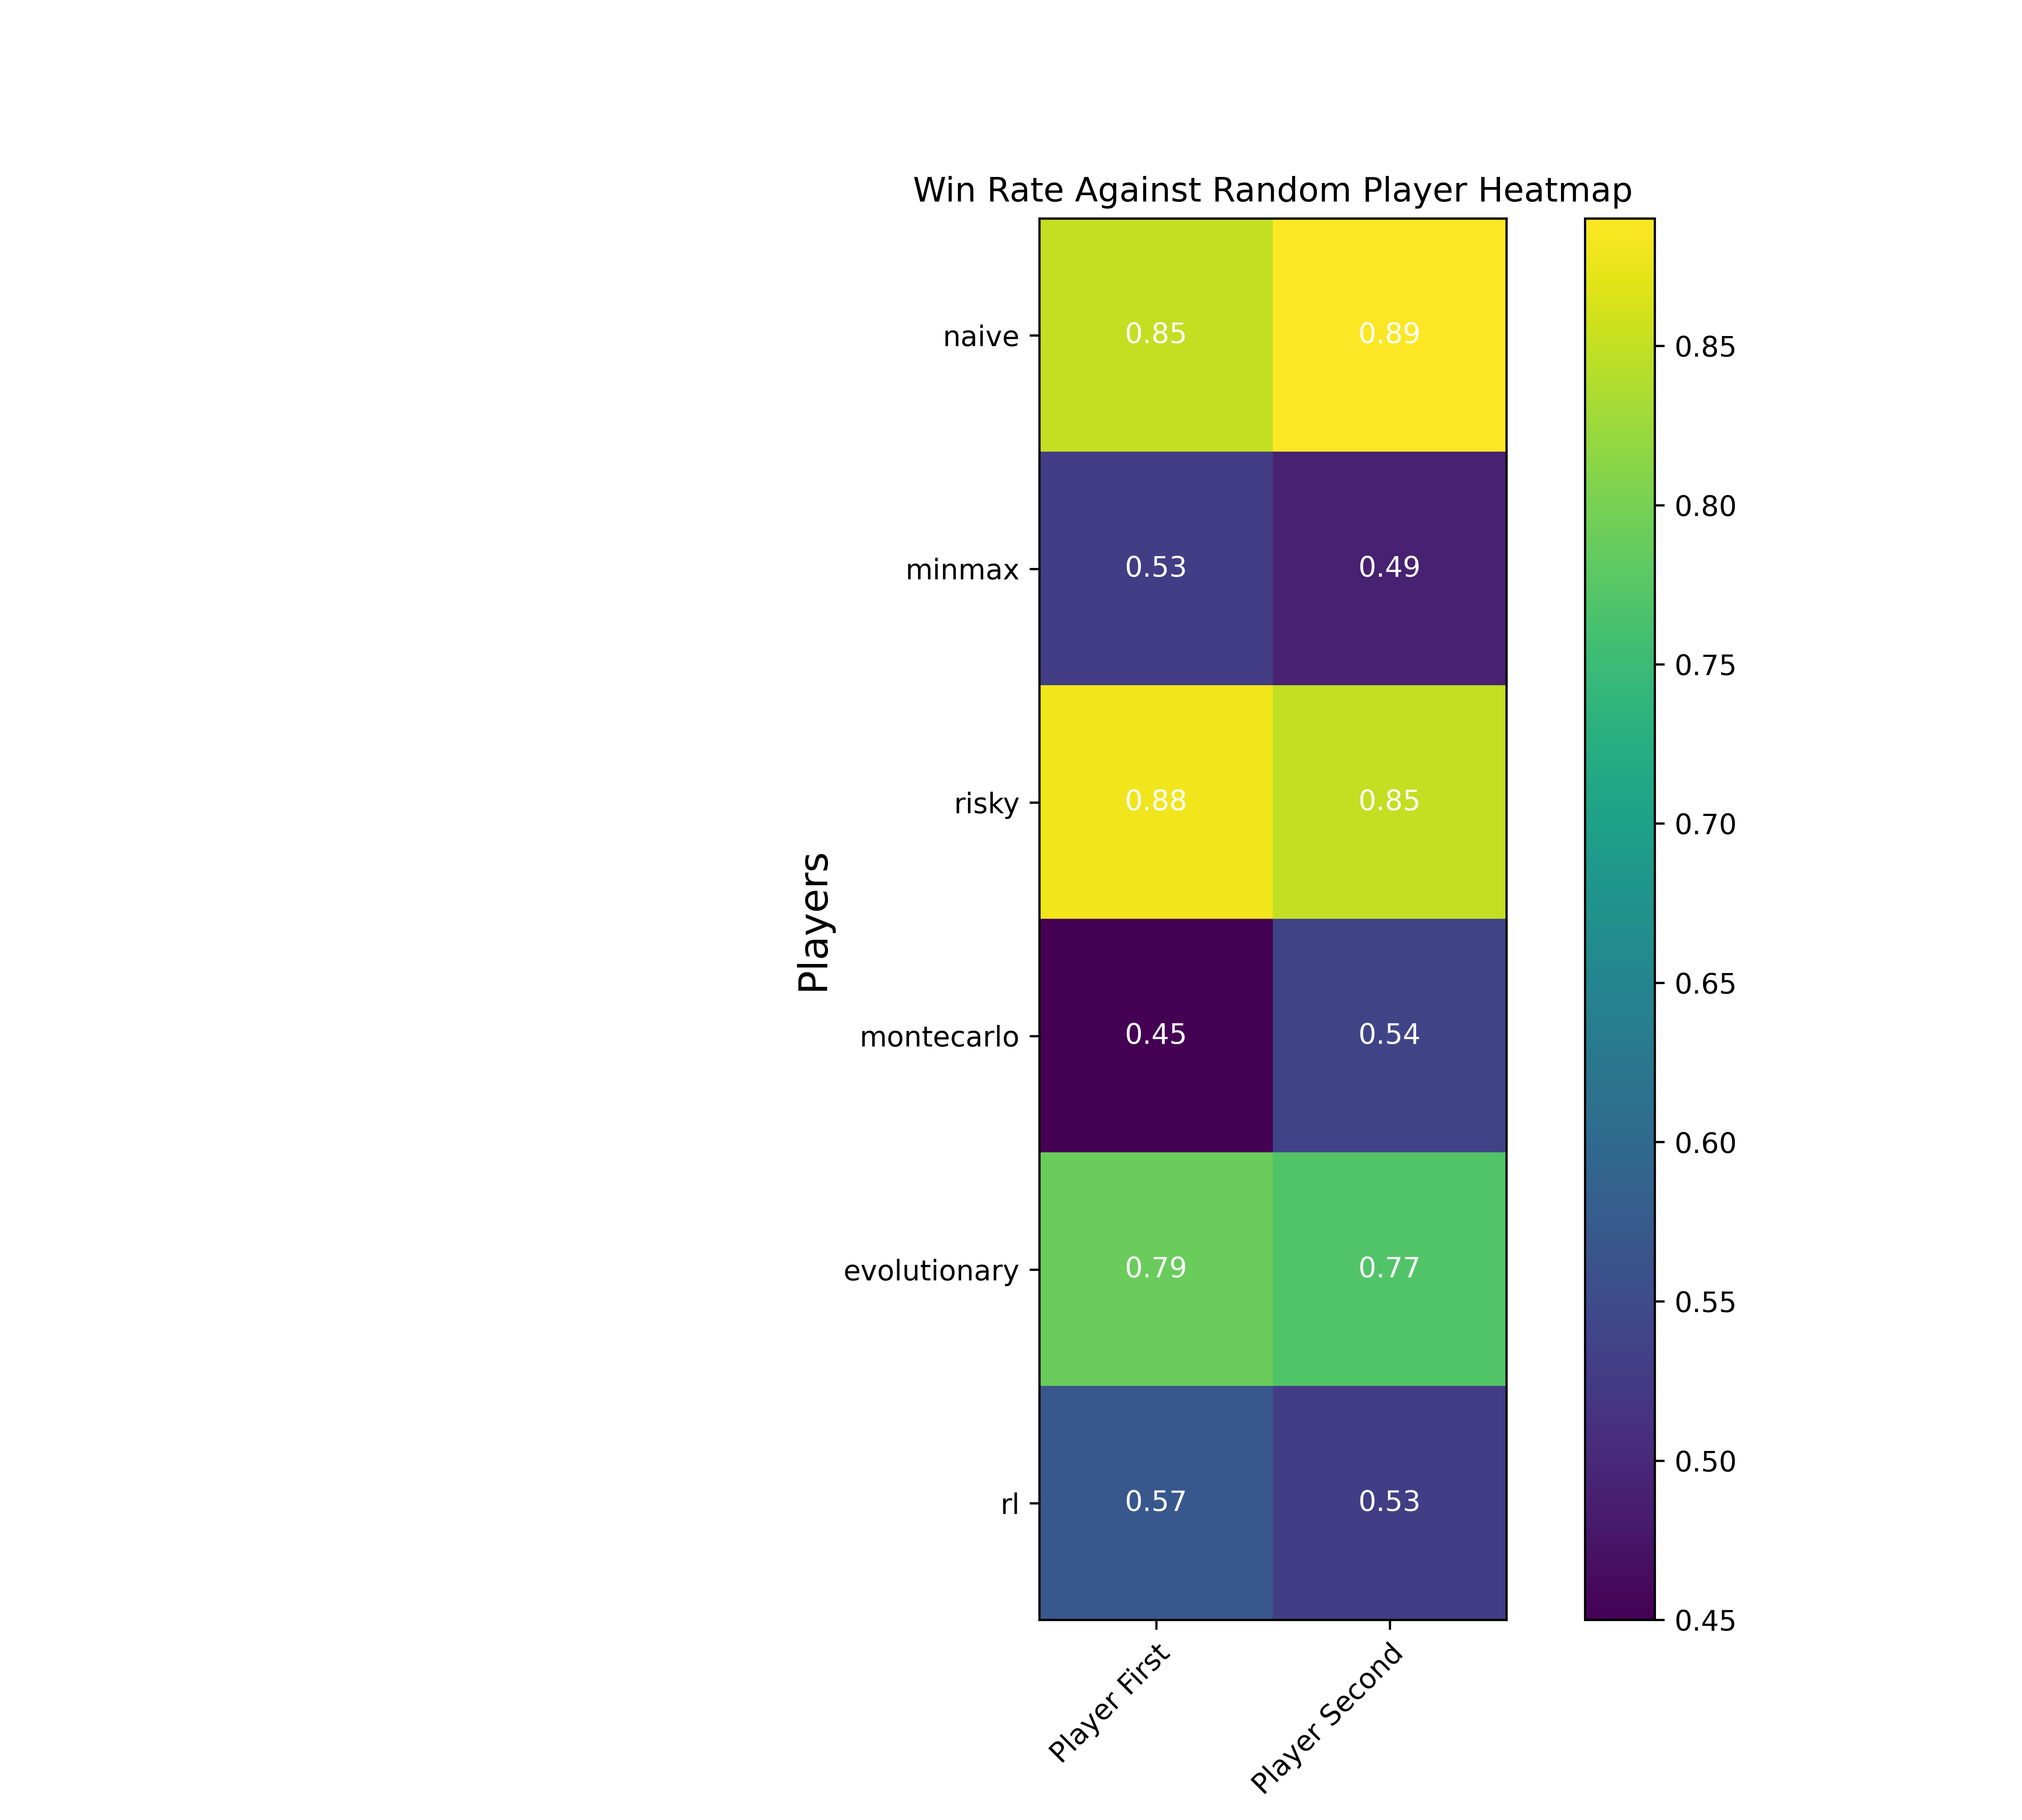 Win Rate Against Random Player Heatmap
Players
naive 0.85 0.89
minmax 0.53 0.49
risky 0.88 0.85
montecarlo 0.45 0.54
evolutionary 0.79 0.77
rl 0.57 0.53
Player First
Player Second
0.85
0.80
0.75
0.70
0.65
0.60
0.55
0.50
0.45